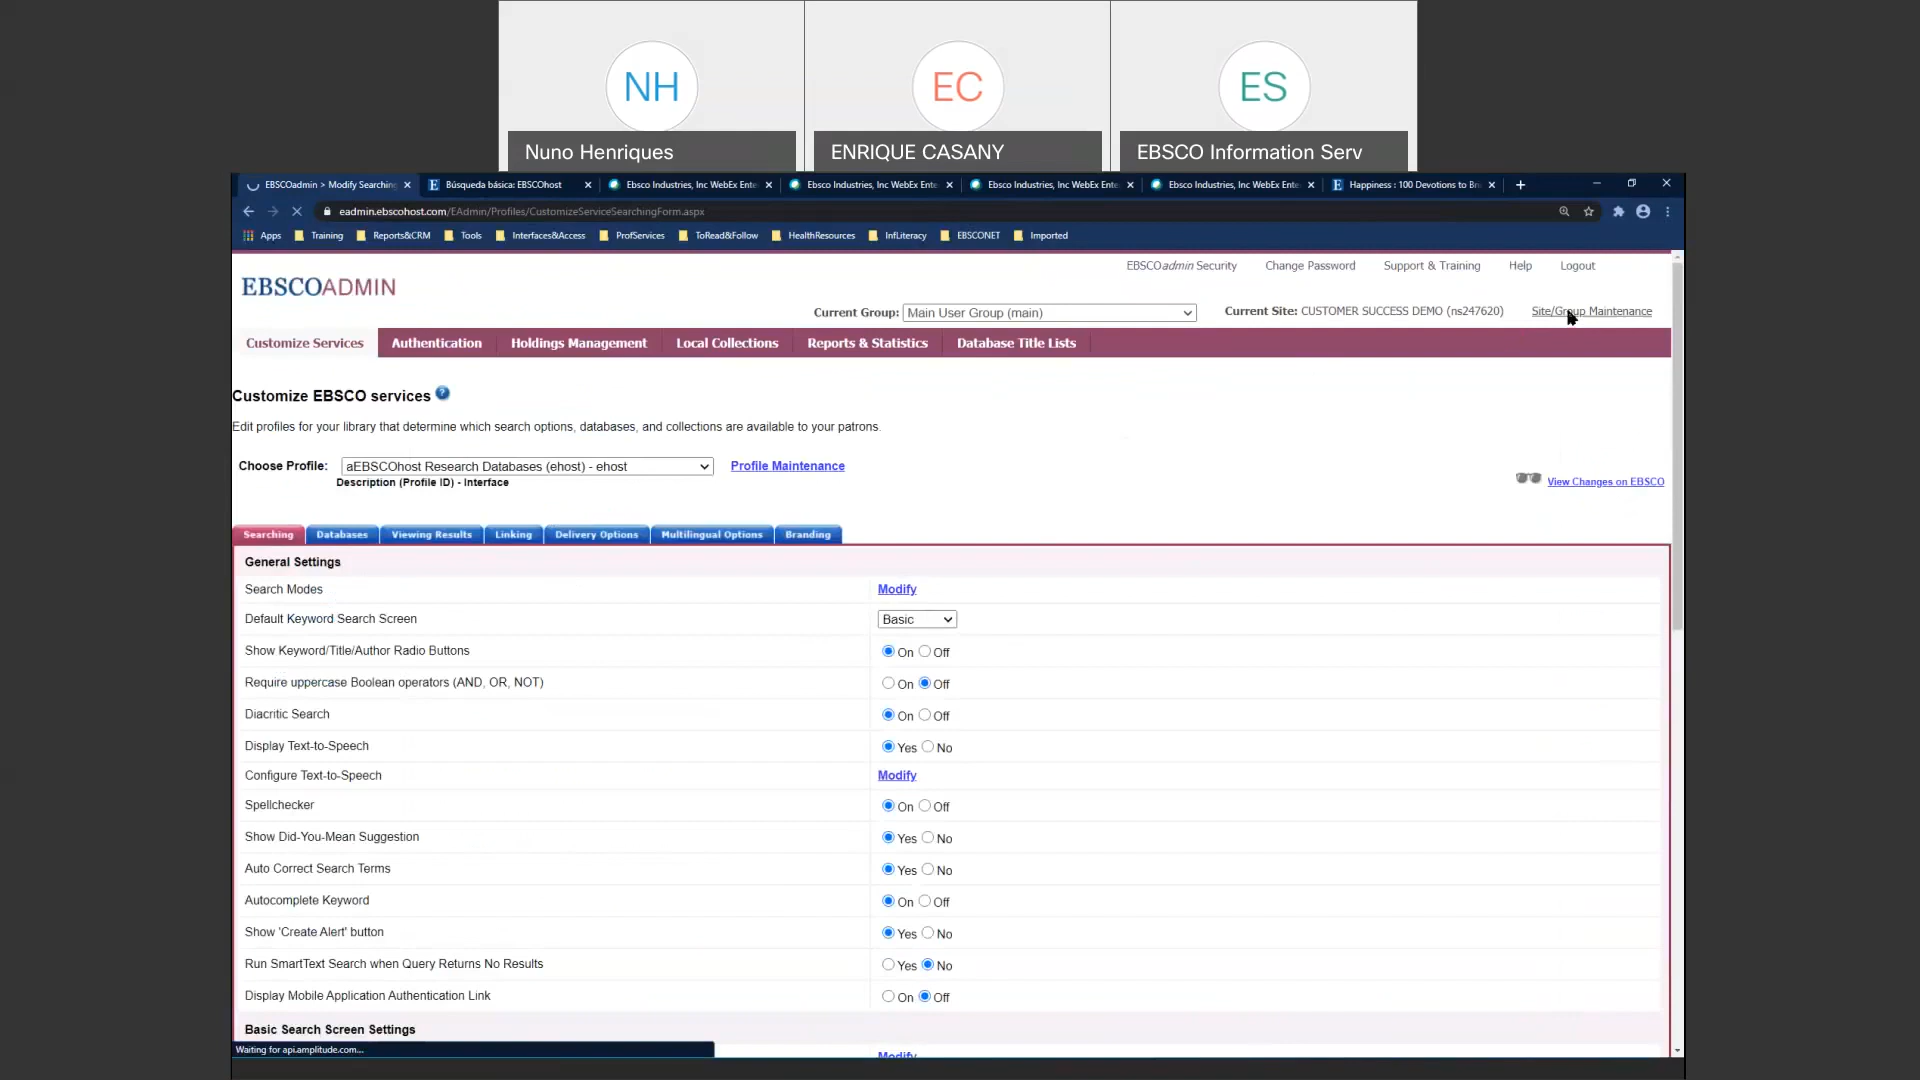 NH
EC
ES
Nuno Henriques
ENRIQUE CASANY
EBSCO Information Serv
EBSCOadmin > Modify Searching
Búsqueda básica: EBSCOhost
Ebsco Industries, Inc WebEx Ente
Ebsco Industries, Inc WebEx Ente
Ebsco Industries, Inc WebEx Ente
Ebsco Industries, Inc WebEx Ente
Happiness : 100 Devotions to Bri
eadmin.ebscohost.com/EAdmin/Profiles/CustomizeServiceSearchingForm.aspx
Apps Training Reports&CRM Tools Interfaces&Access ProfServices ToRead&Follow HealthResources InfLiteracy EBSCONET Imported
EBSCOadmin Security Change Password Support & Training Help Logout
EBSCOADMIN
Current Group: Main User Group (main) Current Site: CUSTOMER SUCCESS DEMO (ns247620) Site/Group Maintenance
Customize Services Authentication Holdings Management Local Collections Reports & Statistics Database Title Lists
Customize EBSCO services ?
Edit profiles for your library that determine which search options, databases, and collections are available to your patrons.
Choose Profile: aEBSCOhost Research Databases (ehost) - ehost Profile Maintenance
Description (Profile ID) - Interface
View Changes on EBSCO
Searching Databases Viewing Results Linking Delivery Options Multilingual Options Branding
General Settings
Search Modes Modify
Default Keyword Search Screen Basic
Show Keyword/Title/Author Radio Buttons On Off
Require uppercase Boolean operators (AND, OR, NOT) On Off
Diacritic Search On Off
Display Text-to-Speech Yes No
Configure Text-to-Speech Modify
Spellchecker On Off
Show Did-You-Mean Suggestion Yes No
Auto Correct Search Terms Yes No
Autocomplete Keyword On Off
Show 'Create Alert' button Yes No
Run SmartText Search when Query Returns No Results Yes No
Display Mobile Application Authentication Link On Off
Basic Search Screen Settings
Waiting for api.amplitude.com...
Modify